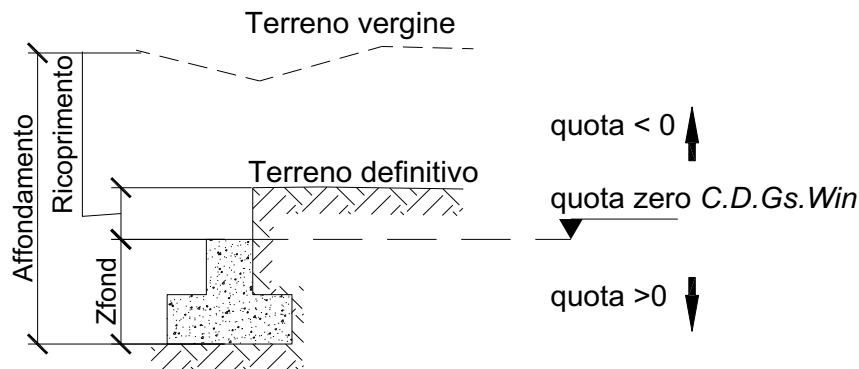 Terreno vergine
Affondamento
Ricoprimento
quota < 0
Terreno definitivo
quota zero C.D.Gs.Win
Zfond
quota >0